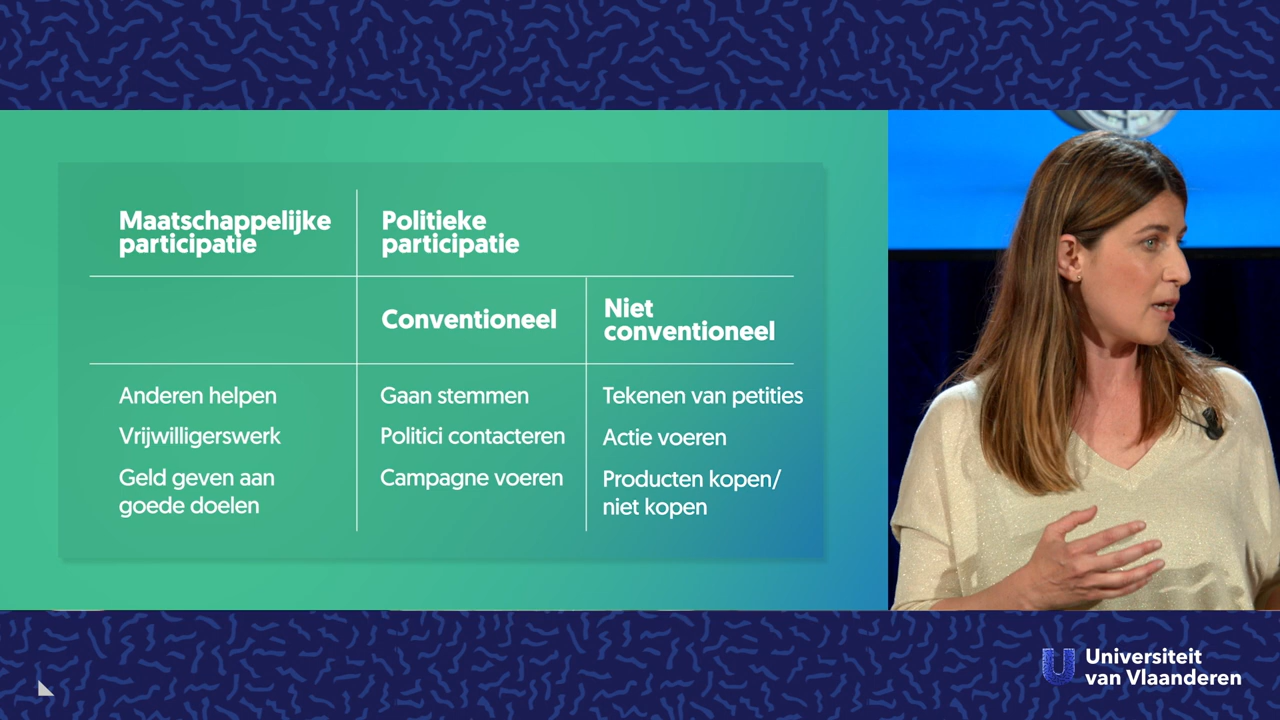 Maatschappelijke
participatie
Politieke
participatie
Conventioneel
Niet
conventioneel
Anderen helpen
Gaan stemmen
Tekenen van petities
Vrijwilligerswerk
Politici contacteren
Actie voeren
Geld geven aan
goede doelen
Campagne voeren
Producten kopen/
niet kopen
Universiteit
van Vlaanderen